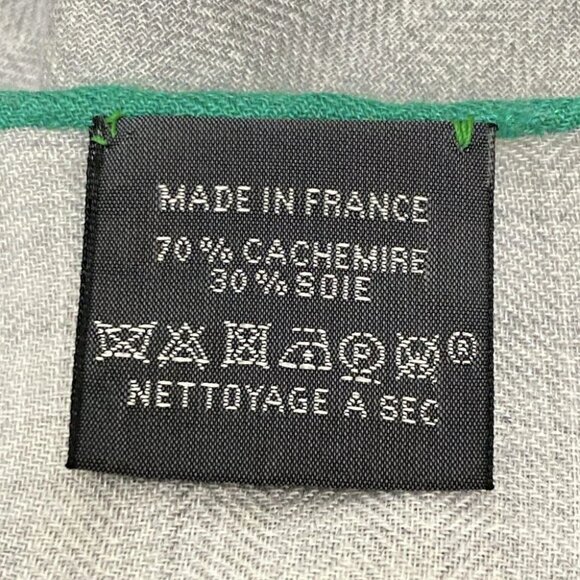 MADE IN FRANCE
70 % CACHEMIRE
30 % SOIE
P ®
NETTOYAGE A SEC